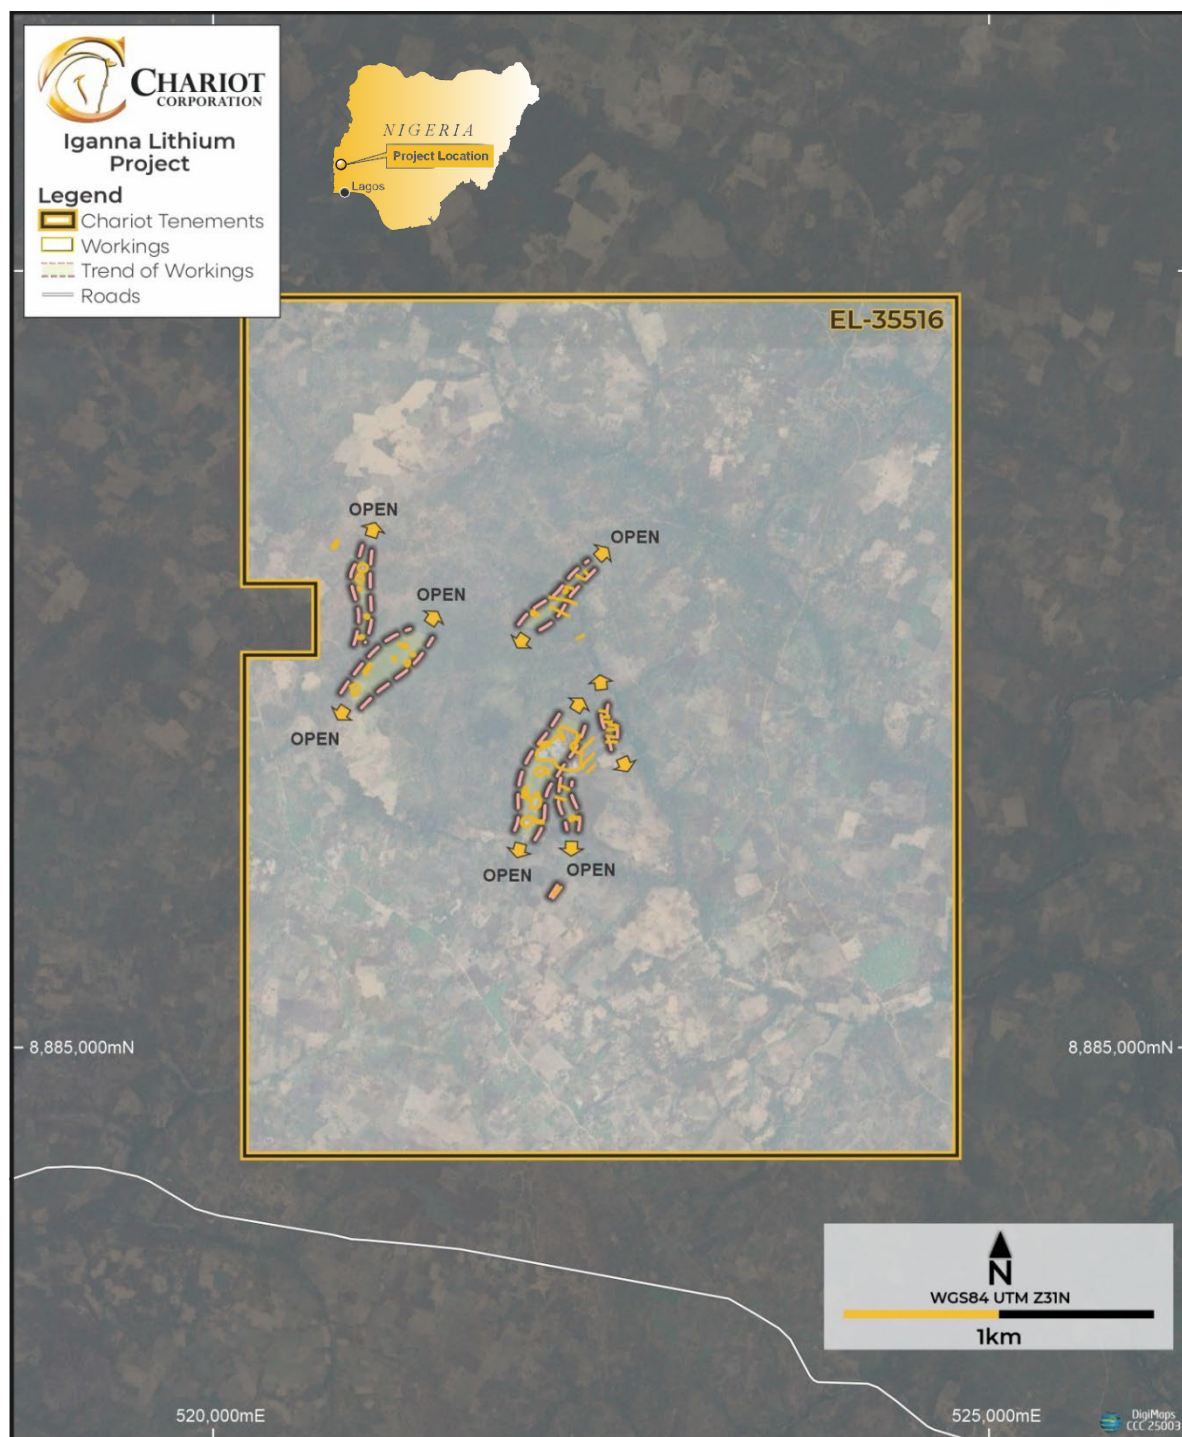 CHARIOT
CORPORATION
Iganna Lithium
Project
Legend
Chariot Tenements
Workings
Trend of Workings
Roads
NIGERIA
Project Location
Lagos
EL-35516
OPEN
OPEN
OPEN
OPEN
OPEN
OPEN
8,885,000mN
8,885,000mN
N
WGS84 UTM Z31N
1km
520,000mE
525,000mE
DigiMaps
CCC 25003